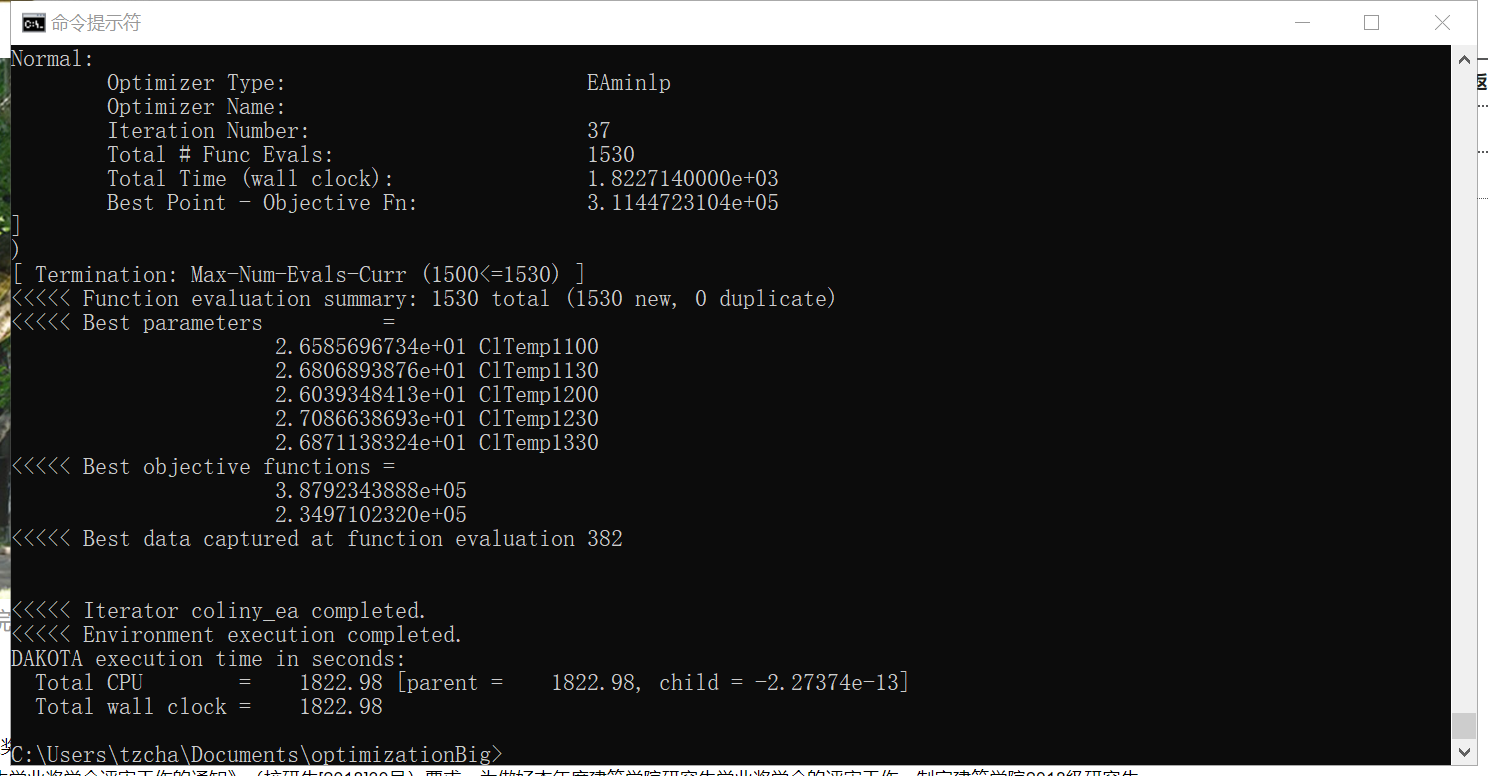 命令提示符
Normal:
Optimizer Type: EAminlp
Optimizer Name:
Iteration Number: 37
Total # Func Evals: 1530
Total Time (wall clock): 1.8227140000e+03
Best Point - Objective Fn: 3.1144723104e+05
]
)
[ Termination: Max-Num-Evals-Curr (1500<=1530) ]
<<<<< Function evaluation summary: 1530 total (1530 new, 0 duplicate)
<<<<< Best parameters =
2.6585696734e+01 ClTemp1100
2.6806893876e+01 ClTemp1130
2.6039348413e+01 ClTemp1200
2.7086638693e+01 ClTemp1230
2.6871138324e+01 ClTemp1330
<<<<< Best objective functions =
3.8792343888e+05
2.3497102320e+05
<<<<< Best data captured at function evaluation 382
<<<<< Iterator coliny_ea completed.
<<<<< Environment execution completed.
DAKOTA execution time in seconds:
Total CPU = 1822.98 [parent = 1822.98, child = -2.27374e-13]
Total wall clock = 1822.98
C:\Users\tzcha\Documents\optimizationBig>